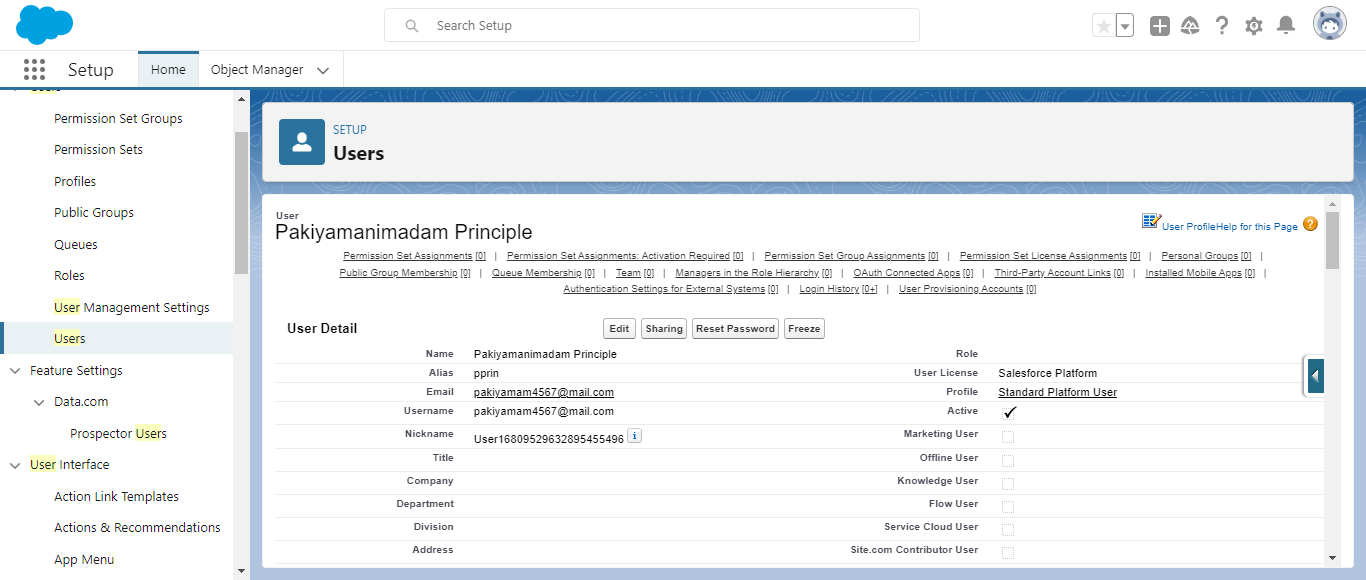 Search Setup
Setup
Home
Object Manager
Permission Set Groups
Permission Sets
Profiles
Public Groups
Queues
Roles
User Management Settings
Users
Feature Settings
Data.com
Prospector Users
User Interface
Action Link Templates
Actions & Recommendations
App Menu
SETUP
Users
User
Pakiyamanimadam Principle
User Profile Help for this Page ?
Permission Set Assignments [0] | Permission Set Assignments: Activation Required [0] | Permission Set Group Assignments [0] | Permission Set License Assignments [0] | Personal Groups [0] |
Public Group Membership [0] | Queue Membership [0] | Team [0] | Managers in the Role Hierarchy [0] | OAuth Connected Apps [0] | Third-Party Account Links [0] | Installed Mobile Apps [0] |
Authentication Settings for External Systems [0] | Login History [0+] | User Provisioning Accounts [0]
User Detail Edit Sharing Reset Password Freeze
Name Pakiyamanimadam Principle Role
Alias pprin User License Salesforce Platform
Email pakiyamam4567@mail.com Profile Standard Platform User
Username pakiyamam4567@mail.com Active
Nickname User16809529632895455496 i Marketing User
Title Offline User
Company Knowledge User
Department Flow User
Division Service Cloud User
Address Site.com Contributor User